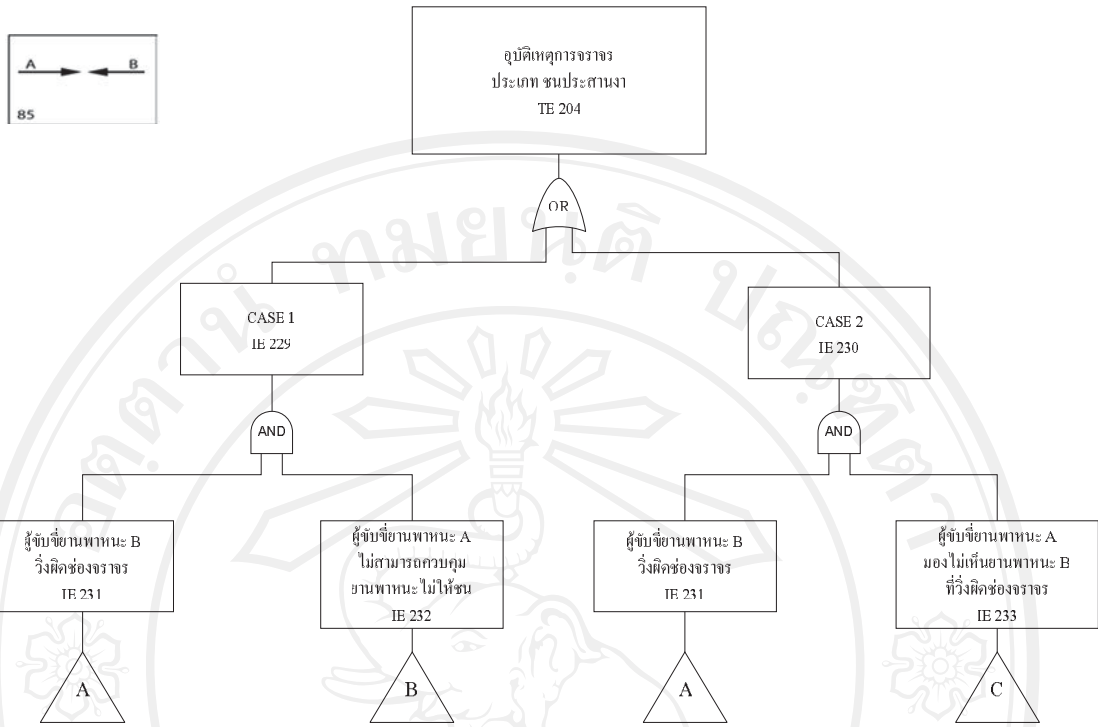 A B
85
อุบัติเหตุการจราจร
ประเภท ชนประสานงา
TE 204
OR
CASE 1
IE 229
CASE 2
IE 230
AND
AND
ผู้ขับขี่ยานพาหนะ B
วิ่งผิดช่องจราจร
IE 231
ผู้ขับขี่ยานพาหนะ A
ไม่สามารถควบคุม
ยานพาหนะไม่ให้ชน
IE 232
ผู้ขับขี่ยานพาหนะ B
วิ่งผิดช่องจราจร
IE 231
ผู้ขับขี่ยานพาหนะ A
มองไม่เห็นยานพาหนะ B
ที่วิ่งผิดช่องจราจร
IE 233
A
B
A
C